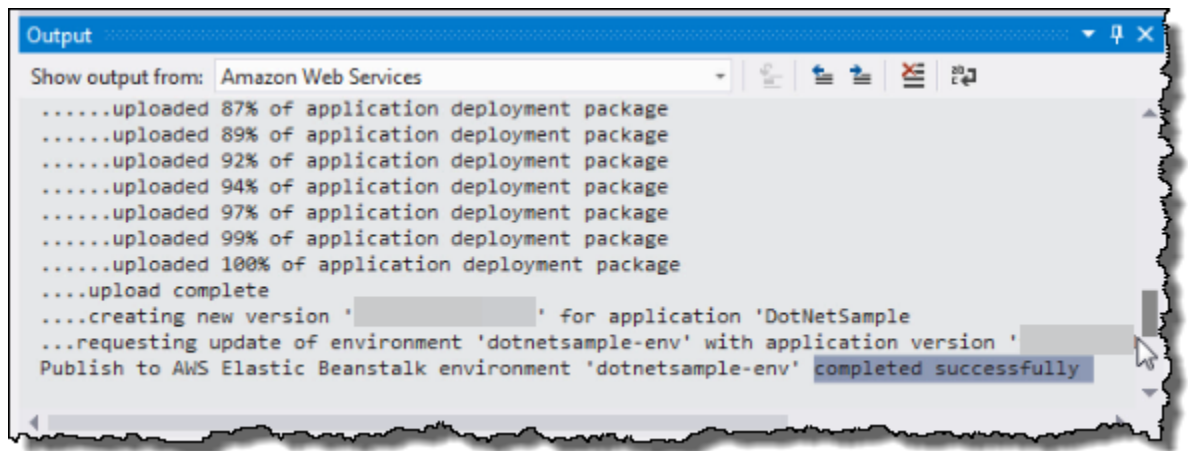 Output
Show output from: Amazon Web Services
......uploaded 87% of application deployment package
......uploaded 89% of application deployment package
......uploaded 92% of application deployment package
......uploaded 94% of application deployment package
......uploaded 97% of application deployment package
......uploaded 99% of application deployment package
......uploaded 100% of application deployment package
....upload complete
....creating new version ' ' for application 'DotNetSample
...requesting update of environment 'dotnetsample-env' with application version '
Publish to AWS Elastic Beanstalk environment 'dotnetsample-env' completed successfully